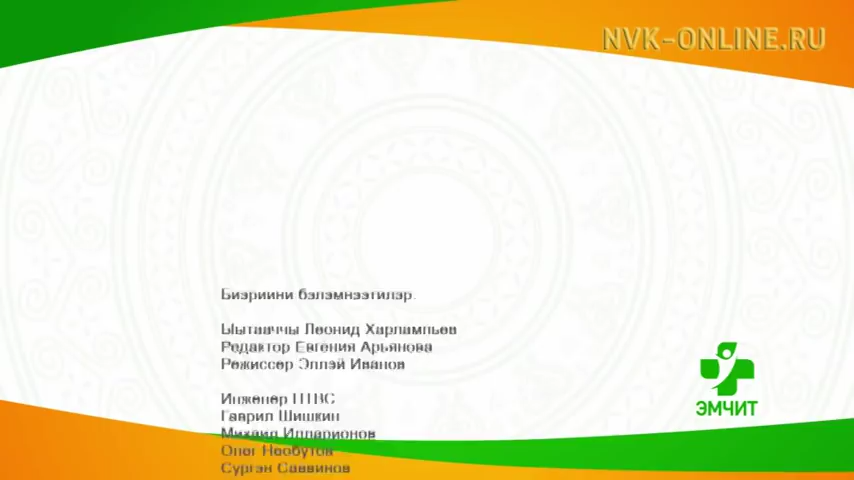 NVK-ONLINE.RU
Биэриини бэлэмнээтилэр:
Ыытааччы Леонид Харлампьев
Редактор Евгения Арьянова
Режиссер Эллэй Иванов
Инженер ПТВС
Гаврил Шишкин
Михаил Илларионов
Олег Необутов
Сургэн Саввинов
ЭМЧИТ